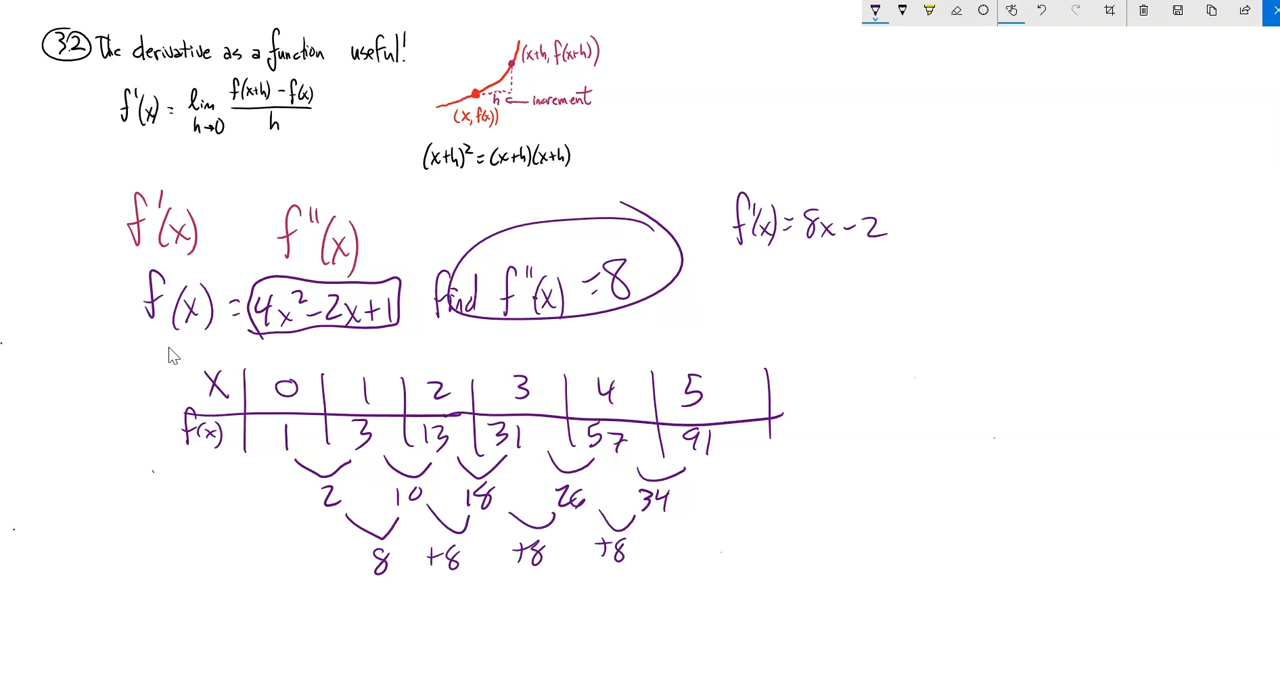 32 The derivative as a function useful!
f'(x) = lim h→0 f(x+h) - f(x) / h
(x+h, f(x+h))
h ← increment
(x, f(x))
(x+h)² = (x+h)(x+h)
f'(x) f''(x)
f'(x) = 8x - 2
f(x) = 4x² - 2x + 1 find f''(x) = 8
x 0 1 2 3 4 5
f(x) 1 3 13 31 57 91
2 10 18 26 34
8 +8 +8 +8